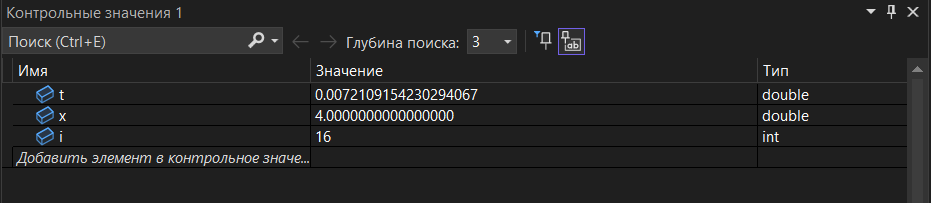 Контрольные значения 1
Поиск (Ctrl+E) Глубина поиска: 3
Имя Значение Тип
t 0.0072109154230294067 double
x 4.0000000000000000 double
i 16 int
Добавить элемент в контрольное значе...